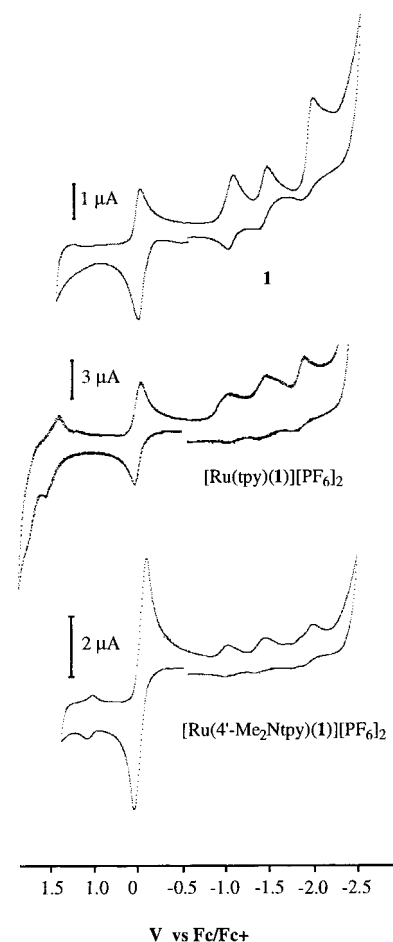 1 μA
1
3 μA
[Ru(tpy)(1)][PF6]2
2 μA
[Ru(4'-Me2Ntpy)(1)][PF6]2
1.5 1.0 0 -0.5 -1.0 -1.5 -2.0 -2.5
V vs Fc/Fc+